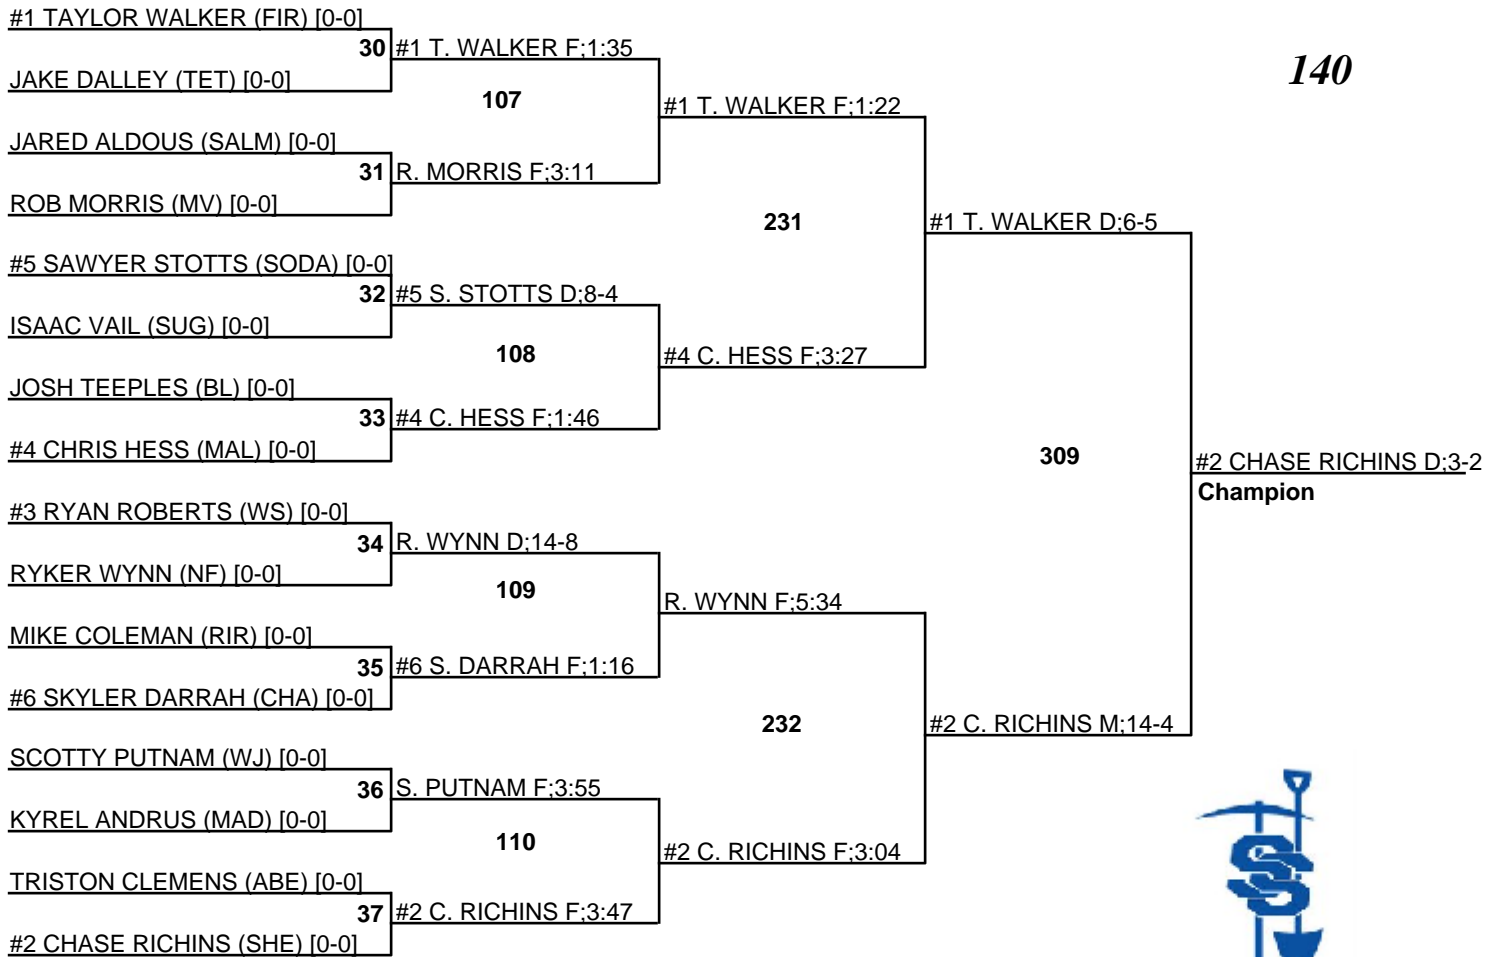 #1 TAYLOR WALKER (FIR) [0-0]
30 #1 T. WALKER F;1:35
140
JAKE DALLEY (TET) [0-0]
107
#1 T. WALKER F;1:22
JARED ALDOUS (SALM) [0-0]
31 R. MORRIS F;3:11
ROB MORRIS (MV) [0-0]
231
#1 T. WALKER D;6-5
#5 SAWYER STOTTS (SODA) [0-0]
32 #5 S. STOTTS D;8-4
ISAAC VAIL (SUG) [0-0]
108
#4 C. HESS F;3:27
JOSH TEEPLES (BL) [0-0]
33 #4 C. HESS F;1:46
#4 CHRIS HESS (MAL) [0-0]
309
#2 CHASE RICHINS D;3-2
Champion
#3 RYAN ROBERTS (WS) [0-0]
34 R. WYNN D;14-8
RYKER WYNN (NF) [0-0]
109
R. WYNN F;5:34
MIKE COLEMAN (RIR) [0-0]
35 #6 S. DARRAH F;1:16
#6 SKYLER DARRAH (CHA) [0-0]
232
#2 C. RICHINS M;14-4
SCOTTY PUTNAM (WJ) [0-0]
36 S. PUTNAM F;3:55
KYREL ANDRUS (MAD) [0-0]
110
#2 C. RICHINS F;3:04
TRISTON CLEMENS (ABE) [0-0]
37 #2 C. RICHINS F;3:47
#2 CHASE RICHINS (SHE) [0-0]
SS